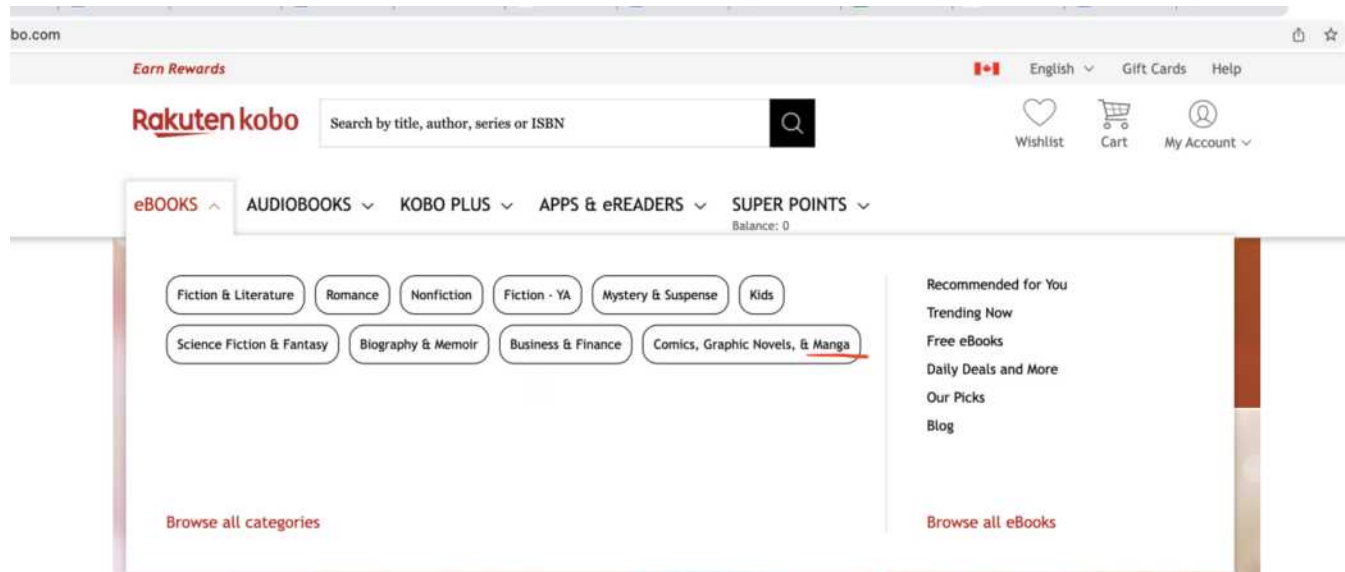 bo.com
Earn Rewards
English Gift Cards Help
Rakuten kobo
Search by title, author, series or ISBN
Wishlist Cart My Account
eBOOKS AUDIOBOOKS KOBO PLUS APPS & eREADERS SUPER POINTS
Balance: 0
Fiction & Literature Romance Nonfiction Fiction - YA Mystery & Suspense Kids
Science Fiction & Fantasy Biography & Memoir Business & Finance Comics, Graphic Novels, & Manga
Recommended for You
Trending Now
Free eBooks
Daily Deals and More
Our Picks
Blog
Browse all categories
Browse all eBooks